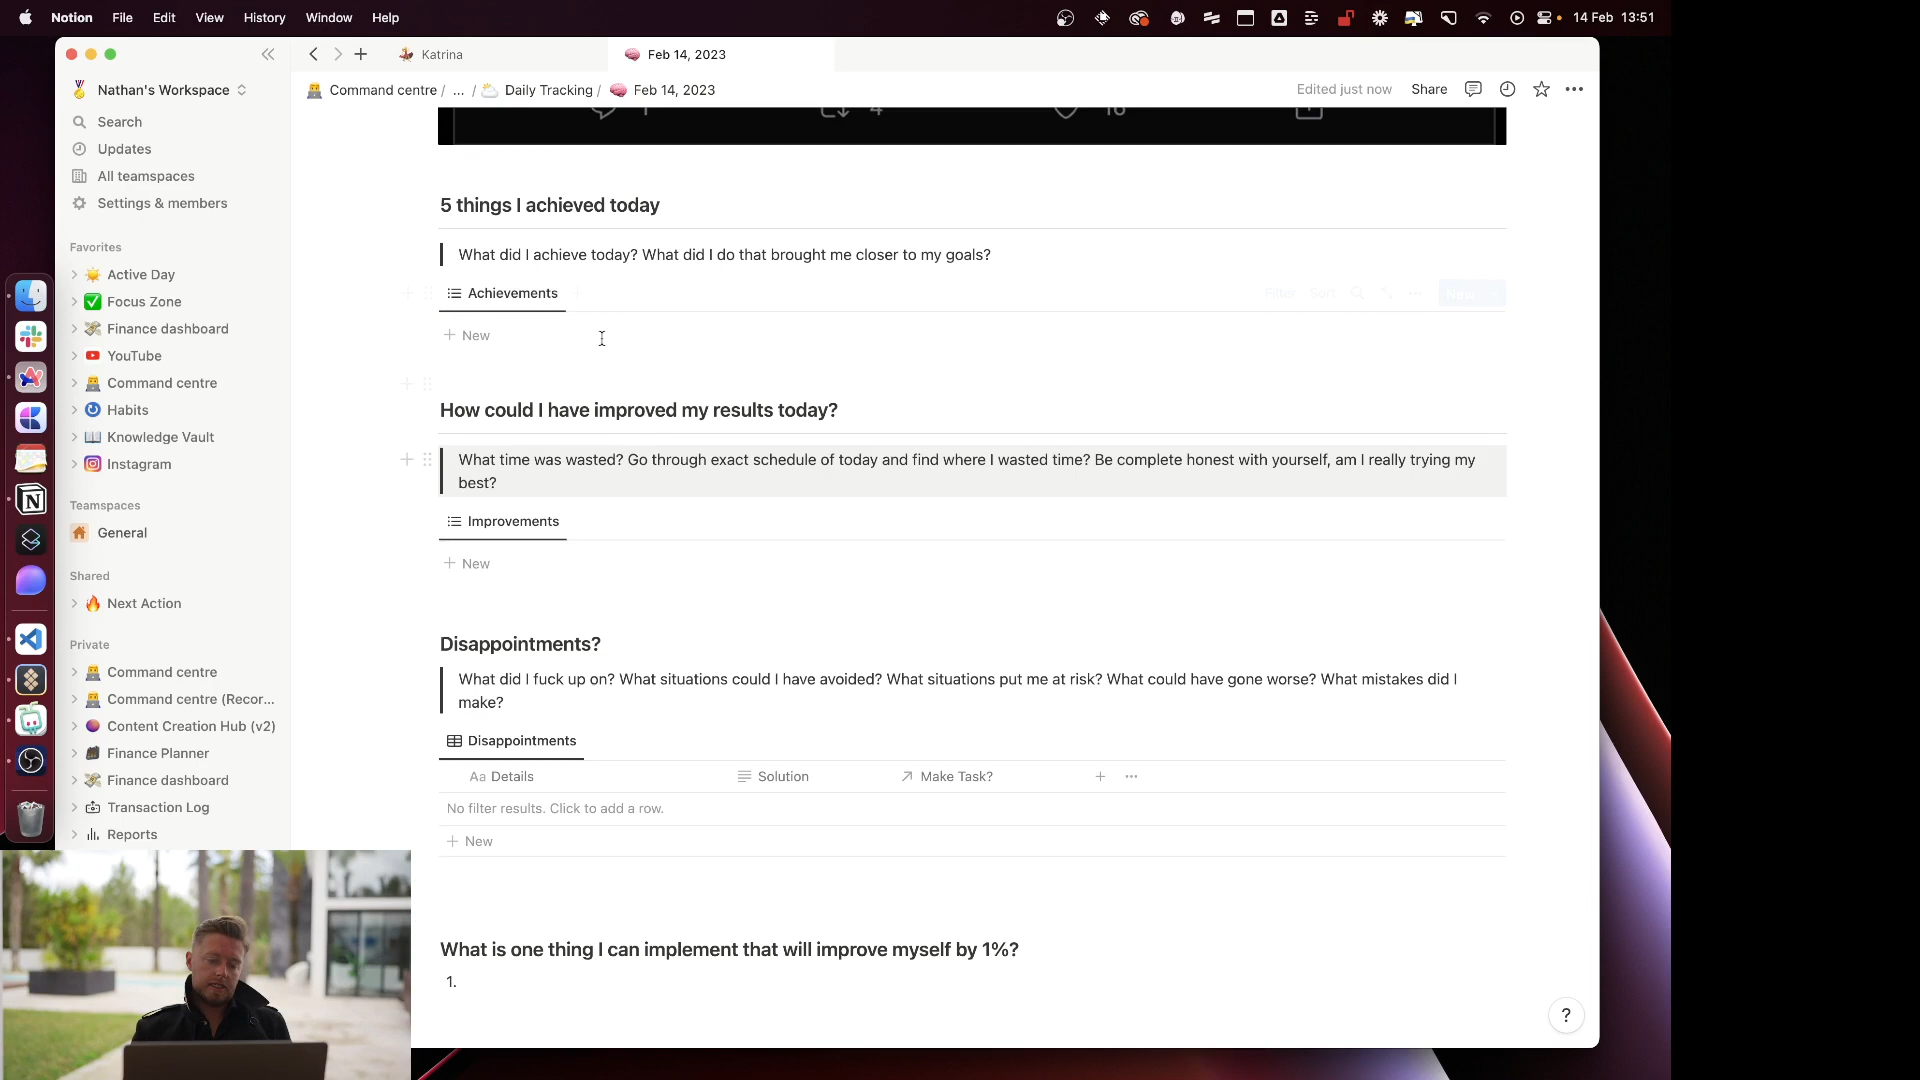 Notion File Edit View History Window Help
14 Feb 13:51
Katrina
Feb 14, 2023
Nathan's Workspace
Command centre / ... / Daily Tracking / Feb 14, 2023
Edited just now Share
Search
Updates
All teamspaces
Settings & members
Favorites
Active Day
Focus Zone
Finance dashboard
YouTube
Command centre
Habits
Knowledge Vault
Instagram
Teamspaces
General
Shared
Next Action
Private
Command centre
Command centre (Recor...
Content Creation Hub (v2)
Finance Planner
Finance dashboard
Transaction Log
Reports
5 things I achieved today
What did I achieve today? What did I do that brought me closer to my goals?
Achievements
Filter Sort New
+ New
How could I have improved my results today?
What time was wasted? Go through exact schedule of today and find where I wasted time? Be complete honest with yourself, am I really trying my
best?
Improvements
+ New
Disappointments?
What did I fuck up on? What situations could I have avoided? What situations put me at risk? What could have gone worse? What mistakes did I
make?
Disappointments
Aa Details Solution Make Task?
No filter results. Click to add a row.
+ New
What is one thing I can implement that will improve myself by 1%?
1.
?